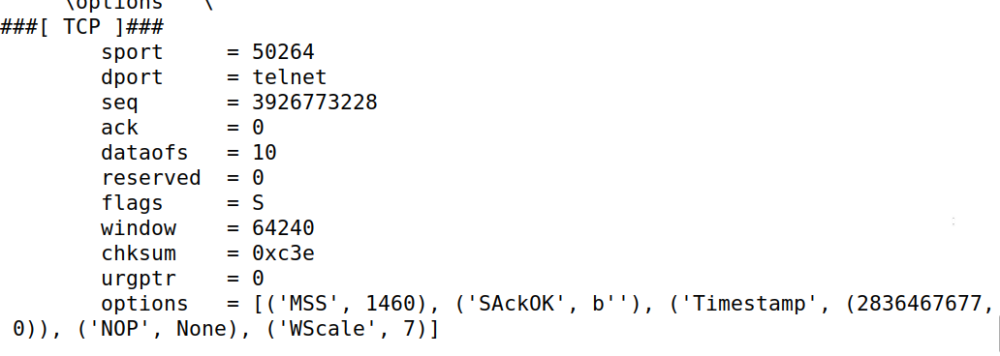 \options   \
###[ TCP ]###
sport     = 50264
dport     = telnet
seq       = 3926773228
ack       = 0
dataofs   = 10
reserved  = 0
flags     = S
window    = 64240
chksum    = 0xc3e
urgptr    = 0
options   = [('MSS', 1460), ('SAckOK', b''), ('Timestamp', (2836467677,
0)), ('NOP', None), ('WScale', 7)]